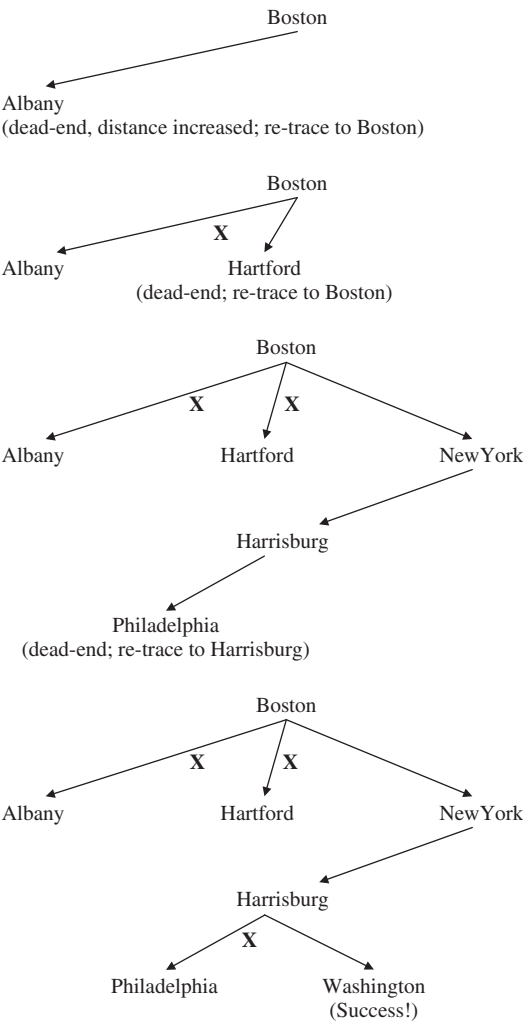 Boston
Albany
(dead-end, distance increased; re-trace to Boston)
Boston
X
Albany
Hartford
(dead-end; re-trace to Boston)
Boston
X X
Albany Hartford NewYork
Harrisburg
Philadelphia
(dead-end; re-trace to Harrisburg)
Boston
X X
Albany Hartford NewYork
Harrisburg
X
Philadelphia Washington
(Success!)